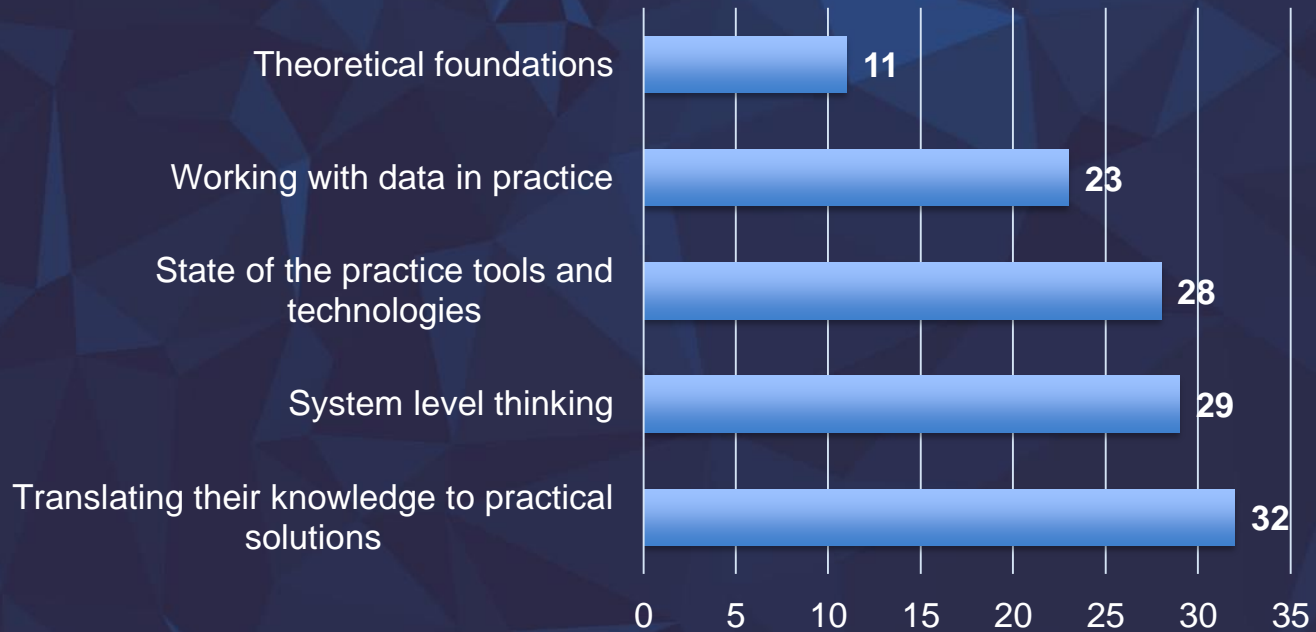 Theoretical foundations
11
Working with data in practice
23
State of the practice tools and
technologies
28
System level thinking
29
Translating their knowledge to practical
solutions
32
0 5 10 15 20 25 30 35